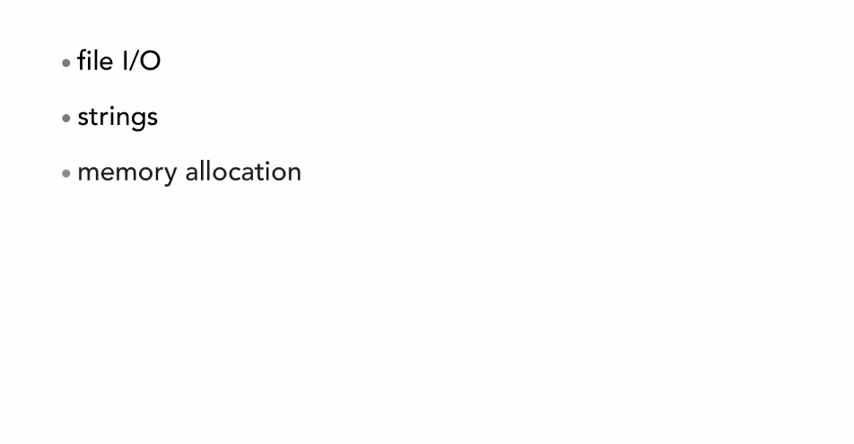 • file I/O
• strings
• memory allocation